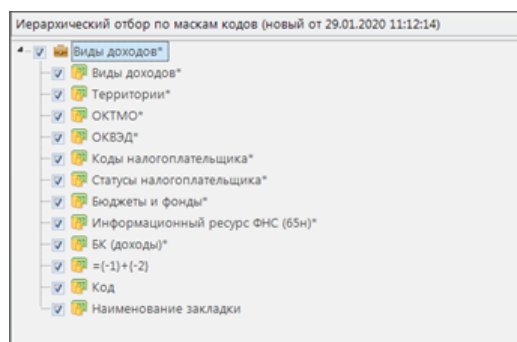 Иерархический отбор по маскам кодов (новый от 29.01.2020 11:12:14)
Виды доходов*
Виды доходов*
Территории*
ОКТМО*
ОКВЭД*
Коды налогоплательщика*
Статусы налогоплательщика*
Бюджеты и фонды*
Информационный ресурс ФНС (65н)*
БК (доходы)*
=(-1)+(-2)
Код
Наименование закладки